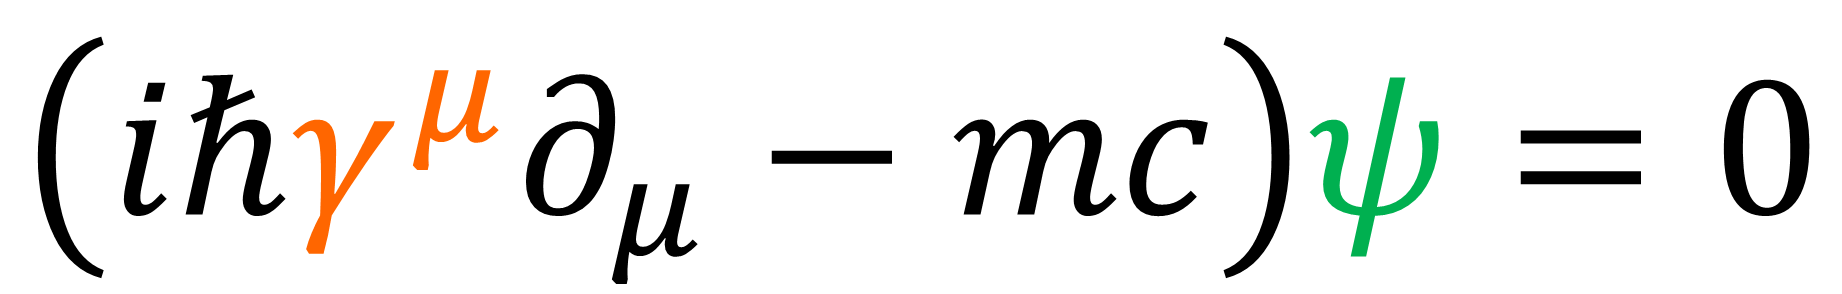 (iħγ^μ ∂_μ − mc)ψ = 0